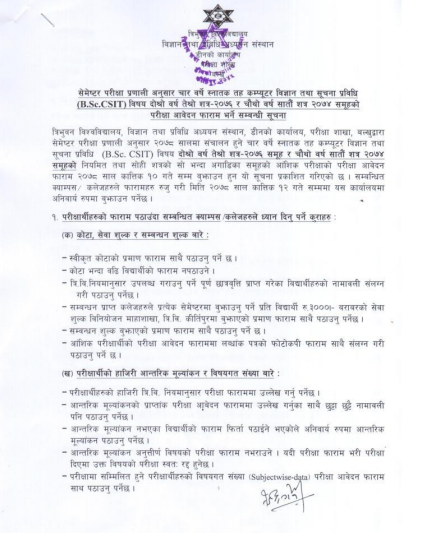 त्रिभुवन विश्वविद्यालय
विज्ञान तथा प्रविधि अध्ययन संस्थान
डीनको कार्यालय
परीक्षा शाखा
सेमेष्टर परीक्षा प्रणाली अनुसार चार वर्षे स्नातक तह कम्प्यूटर विज्ञान तथा सूचना प्रविधि
(B.Sc.CSIT) विषय दोश्रो वर्ष तेश्रो शत्र-२०७६ र चौथो वर्ष सातौं शत्र २०७४ समूहको
परीक्षा आवेदन फाराम भर्ने सम्बन्धी सूचना
त्रिभुवन विश्वविद्यालय, विज्ञान तथा प्रविधि अध्ययन संस्थान, डीनको कार्यालय, परीक्षा शाखा, बल्खुद्वारा
सेमेष्टर परीक्षा प्रणाली अनुसार २०७८ सालमा संचालन हुने चार वर्षे स्नातक तह कम्प्यूटर विज्ञान तथा
सूचना प्रविधि (B.Sc. CSIT) विषय दोश्रो वर्ष तेश्रो शत्र-२०७६ समूह र चौथो वर्ष सातौं शत्र २०७४
समूहको नियमित तथा सोही शत्रको सो भन्दा अगाडिका समूहको आंशिक परीक्षाको परीक्षा आवेदन
फाराम २०७८ साल कात्तिक १० गते सम्म बुझाउन हुन यो सूचना प्रकाशित गरिएको छ । सम्वन्धित
क्याम्पस/ कलेजहरुले फारामहरु रुजु गरी मिति २०७८ साल कात्तिक १२ गते सम्ममा यस कार्यालयमा
अनिवार्य रुपमा बुझाउन पर्नेछ ।
१. परीक्षार्थीहरुको फाराम पठाउंदा सम्बन्धित क्याम्पस/कलेजहरुले ध्यान दिनु पर्ने कुराहरु :
(क) कोटा, सेवा शुल्क र सम्वन्धन शुल्क बारे :
– स्वीकृत कोटाको प्रमाण फाराम साथै पठाउनु पर्ने छ ।
– कोटा भन्दा वढि विद्यार्थीको फाराम नपठाउने ।
– त्रि.वि.नियमानुसार उपलब्ध गराउनु पर्ने पूर्ण छात्रवृत्ति प्राप्त गरेका विद्यार्थीहरुको नामावली संलग्न
गरी पठाउनु पर्नेछ ।
– सम्वन्धन प्राप्त कलेजहरुले प्रत्येक सेमेष्टरमा बुझाउनु पर्ने प्रति विद्यार्थी रु.३०००।- बराबरको सेवा
शुल्क विनियोजन माहाशाखा, त्रि.वि. कीर्तिपुरमा बुझाएको प्रमाण फाराम साथै पठाउनु पर्नेछ ।
– सम्वन्धन शुल्क बुझाएको प्रमाण फाराम साथै पठाउनु पर्ने छ ।
– आंशिक परीक्षार्थीको परीक्षा आवेदन फाराममा लब्धांक पत्रको फोटोकपी फाराम साथै संलग्न गरी
पठाउनु पर्ने छ ।
(ख) परीक्षार्थीको हाजिरी आन्तरिक मूल्यांकन र विषयगत संख्या बारे :
– परीक्षार्थीहरुको हाजिरी त्रि.वि. नियमानुसार परीक्षा फाराममा उल्लेख गर्नु पर्नेछ ।
– आन्तरिक मूल्यांकनको प्राप्तांक परीक्षा आवेदन फाराममा उल्लेख गर्नुका साथै छुट्टा छुट्टै नामावली
पनि पठाउनु पर्नेछ ।
– आन्तरिक मूल्यांकन नभएका विद्यार्थीको फाराम फिर्ता पठाईने भएकोले अनिवार्य रुपमा आन्तरिक
मूल्यांकन पठाउनु पर्नेछ ।
– आन्तरिक मूल्यांकन अनुत्तीर्ण विषयको परीक्षा फाराम नभराउने । यदी परीक्षा फाराम भरी परीक्षा
दिएमा उक्त विषयको परीक्षा स्वतः रद्द हुनेछ ।
– परीक्षामा सम्मिलित हुने परीक्षार्थीहरुको विषयगत संख्या (Subjectwise-data) परीक्षा आवेदन फाराम
साथ पठाउनु पर्नेछ ।